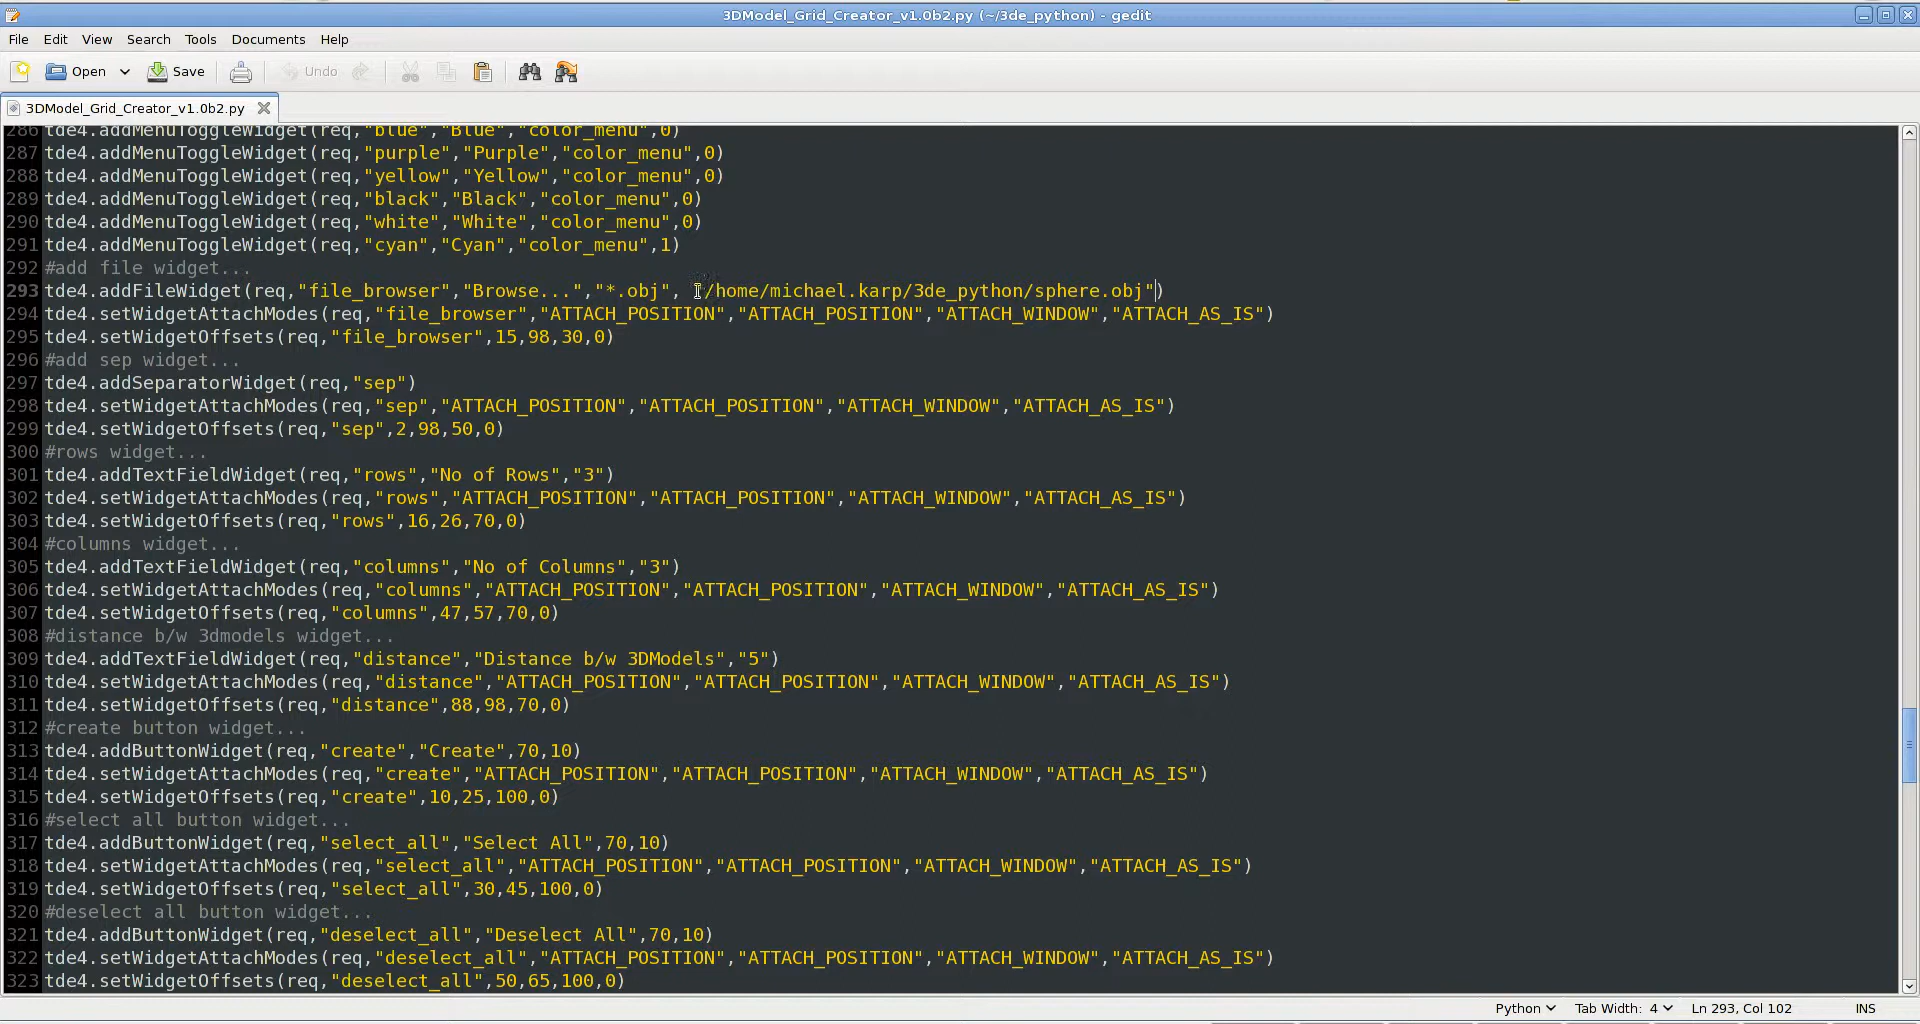 3DModel_Grid_Creator_v1.0b2.py (~/3de_python) - gedit
File Edit View Search Tools Documents Help
Open Save Undo
3DModel_Grid_Creator_v1.0b2.py
286 tde4.addMenuToggleWidget(req,"blue","Blue","color_menu",0)
287 tde4.addMenuToggleWidget(req,"purple","Purple","color_menu",0)
288 tde4.addMenuToggleWidget(req,"yellow","Yellow","color_menu",0)
289 tde4.addMenuToggleWidget(req,"black","Black","color_menu",0)
290 tde4.addMenuToggleWidget(req,"white","White","color_menu",0)
291 tde4.addMenuToggleWidget(req,"cyan","Cyan","color_menu",1)
292 #add file widget...
293 tde4.addFileWidget(req,"file_browser","Browse...","*.obj", "/home/michael.karp/3de_python/sphere.obj")
294 tde4.setWidgetAttachModes(req,"file_browser","ATTACH_POSITION","ATTACH_POSITION","ATTACH_WINDOW","ATTACH_AS_IS")
295 tde4.setWidgetOffsets(req,"file_browser",15,98,30,0)
296 #add sep widget...
297 tde4.addSeparatorWidget(req,"sep")
298 tde4.setWidgetAttachModes(req,"sep","ATTACH_POSITION","ATTACH_POSITION","ATTACH_WINDOW","ATTACH_AS_IS")
299 tde4.setWidgetOffsets(req,"sep",2,98,50,0)
300 #rows widget...
301 tde4.addTextFieldWidget(req,"rows","No of Rows","3")
302 tde4.setWidgetAttachModes(req,"rows","ATTACH_POSITION","ATTACH_POSITION","ATTACH_WINDOW","ATTACH_AS_IS")
303 tde4.setWidgetOffsets(req,"rows",16,26,70,0)
304 #columns widget...
305 tde4.addTextFieldWidget(req,"columns","No of Columns","3")
306 tde4.setWidgetAttachModes(req,"columns","ATTACH_POSITION","ATTACH_POSITION","ATTACH_WINDOW","ATTACH_AS_IS")
307 tde4.setWidgetOffsets(req,"columns",47,57,70,0)
308 #distance b/w 3dmodels widget...
309 tde4.addTextFieldWidget(req,"distance","Distance b/w 3DModels","5")
310 tde4.setWidgetAttachModes(req,"distance","ATTACH_POSITION","ATTACH_POSITION","ATTACH_WINDOW","ATTACH_AS_IS")
311 tde4.setWidgetOffsets(req,"distance",88,98,70,0)
312 #create button widget...
313 tde4.addButtonWidget(req,"create","Create",70,10)
314 tde4.setWidgetAttachModes(req,"create","ATTACH_POSITION","ATTACH_POSITION","ATTACH_WINDOW","ATTACH_AS_IS")
315 tde4.setWidgetOffsets(req,"create",10,25,100,0)
316 #select all button widget...
317 tde4.addButtonWidget(req,"select_all","Select All",70,10)
318 tde4.setWidgetAttachModes(req,"select_all","ATTACH_POSITION","ATTACH_POSITION","ATTACH_WINDOW","ATTACH_AS_IS")
319 tde4.setWidgetOffsets(req,"select_all",30,45,100,0)
320 #deselect all button widget...
321 tde4.addButtonWidget(req,"deselect_all","Deselect All",70,10)
322 tde4.setWidgetAttachModes(req,"deselect_all","ATTACH_POSITION","ATTACH_POSITION","ATTACH_WINDOW","ATTACH_AS_IS")
323 tde4.setWidgetOffsets(req,"deselect_all",50,65,100,0)
Python Tab Width: 4 Ln 293, Col 102 INS